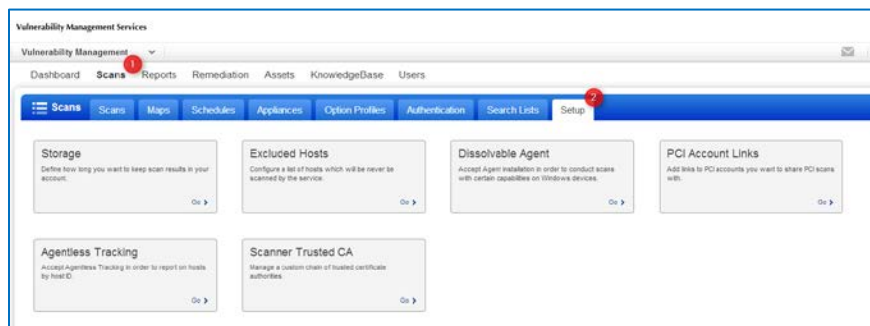 Vulnerability Management Services
Vulnerability Management
1
Dashboard Scans Reports Remediation Assets KnowledgeBase Users
2
Scans Scans Maps Schedules Appliances Option Profiles Authentication Search Lists Setup
Storage
Define how long you want to keep scan results in your
account.
Go
Excluded Hosts
Configure a list of hosts which will be never be
scanned by the service.
Go
Dissolvable Agent
Accept Agent installation in order to conduct scans
with certain capabilities on Windows devices.
Go
PCI Account Links
Add links to PCI accounts you want to share PCI scans
with.
Go
Agentless Tracking
Accept Agentless Tracking in order to report on hosts
by host ID.
Go
Scanner Trusted CA
Manage a custom chain of trusted certificate
authorities.
Go